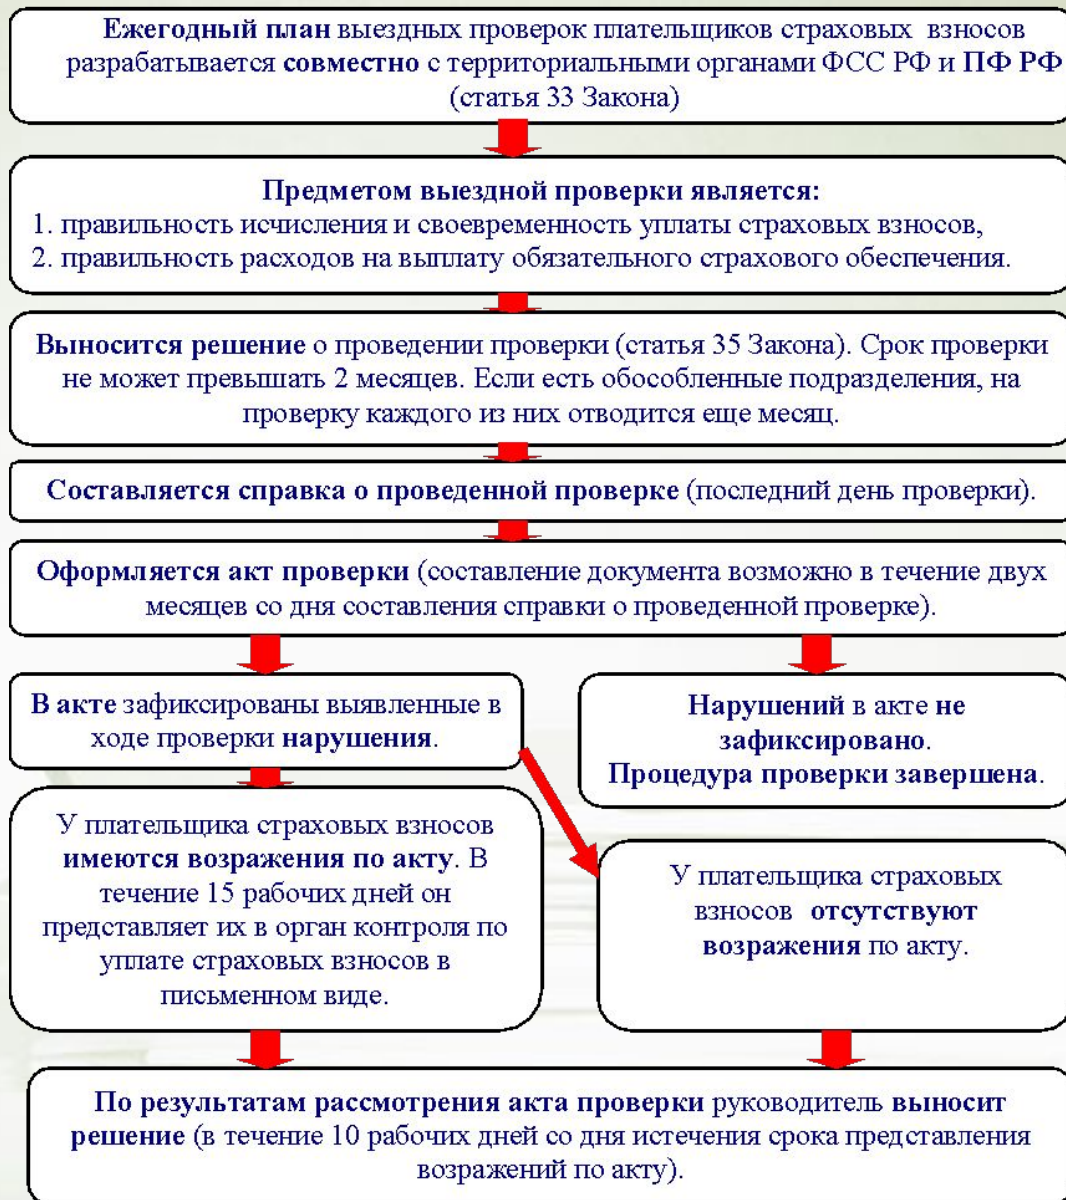 Ежегодный план выездных проверок плательщиков страховых взносов
разрабатывается совместно с территориальными органами ФСС РФ и ПФ РФ
(статья 33 Закона)
Предметом выездной проверки является:
1. правильность исчисления и своевременность уплаты страховых взносов,
2. правильность расходов на выплату обязательного страхового обеспечения.
Выносится решение о проведении проверки (статья 35 Закона). Срок проверки
не может превышать 2 месяцев. Если есть обособленные подразделения, на
проверку каждого из них отводится еще месяц.
Составляется справка о проведенной проверке (последний день проверки).
Оформляется акт проверки (составление документа возможно в течение двух
месяцев со дня составления справки о проведенной проверке).
В акте зафиксированы выявленные в
ходе проверки нарушения.
Нарушений в акте не
зафиксировано.
Процедура проверки завершена.
У плательщика страховых взносов
имеются возражения по акту. В
течение 15 рабочих дней он
представляет их в орган контроля по
уплате страховых взносов в
письменном виде.
У плательщика страховых
взносов отсутствуют
возражения по акту.
По результатам рассмотрения акта проверки руководитель выносит
решение (в течение 10 рабочих дней со дня истечения срока представления
возражений по акту).